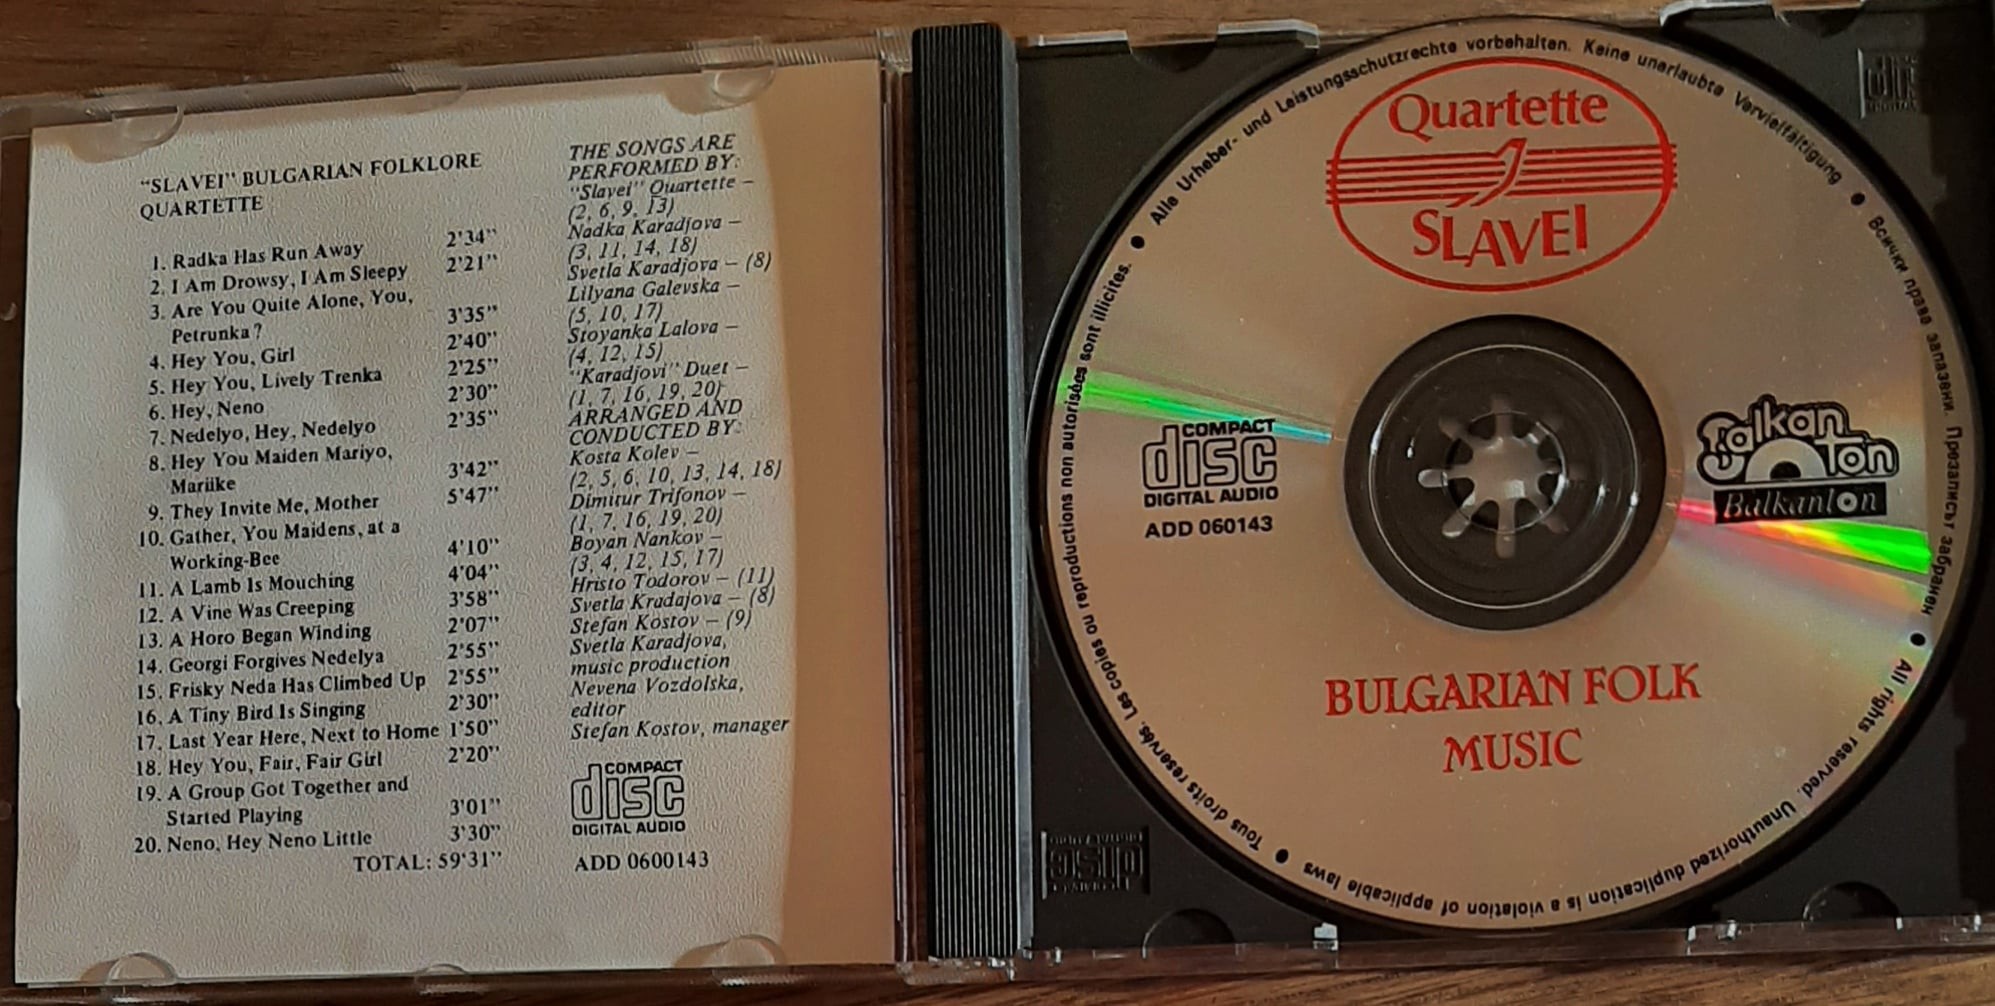 "SLAVEI" BULGARIAN FOLKLORE
QUARTETTE
1. Radka Has Run Away 2'34"
2. I Am Drowsy, I Am Sleepy 2'21"
3. Are You Quite Alone, You,
Petrunka? 3'35"
4. Hey You, Girl 2'40"
5. Hey You, Lively Trenka 2'25"
6. Hey, Neno 2'30"
7. Nedelyo, Hey, Nedelyo 2'35"
8. Hey You Maiden Mariyo,
Mariike 3'42"
9. They Invite Me, Mother 5'47"
10. Gather, You Maidens, at a
Working-Bee 4'10"
11. A Lamb Is Mouching 4'04"
12. A Vine Was Creeping 3'58"
13. A Horo Began Winding 2'07"
14. Georgi Forgives Nedelya 2'55"
15. Frisky Neda Has Climbed Up 2'55"
16. A Tiny Bird Is Singing 2'30"
17. Last Year Here, Next to Home 1'50"
18. Hey You, Fair, Fair Girl 2'20"
19. A Group Got Together and
Started Playing 3'01"
20. Neno, Hey Neno Little 3'30"
TOTAL: 59'31"
THE SONGS ARE
PERFORMED BY:
"Slavei" Quartette –
(2, 6, 9, 13)
Nadka Karadjova –
(3, 11, 14, 18)
Svetla Karadjova – (8)
Lilyana Galevska –
(5, 10, 17)
Stoyanka Lalova –
(4, 12, 15)
"Karadjovi" Duet –
(1, 7, 16, 19, 20)
ARRANGED AND
CONDUCTED BY:
Kosta Kolev –
(2, 5, 6, 10, 13, 14, 18)
Dimitur Trifonov –
(1, 7, 16, 19, 20)
Boyan Nankov –
(3, 4, 12, 15, 17)
Hristo Todorov – (11)
Svetla Kradajova – (8)
Stefan Kostov – (9)
Svetla Karadjova,
music production
Nevena Vozdolska,
editor
Stefan Kostov, manager
COMPACT
disc
DIGITAL AUDIO
ADD 0600143
Quartette
SLAVEI
COMPACT
disc
DIGITAL AUDIO
ADD 060143
Balkanton
Balkanton
BULGARIAN FOLK
MUSIC
Alle Urheber- und Leistungsschutzrechte vorbehalten. Keine unerlaubte Vervielfältigung
• Всички права запазени. Презаписът забранен
• All rights reserved. Unauthorized duplication is a violation of applicable laws
• Tous droits reservés. Les copies ou reproductions non autorisées sont illicites. •
disc
DIGITAL AUDIO